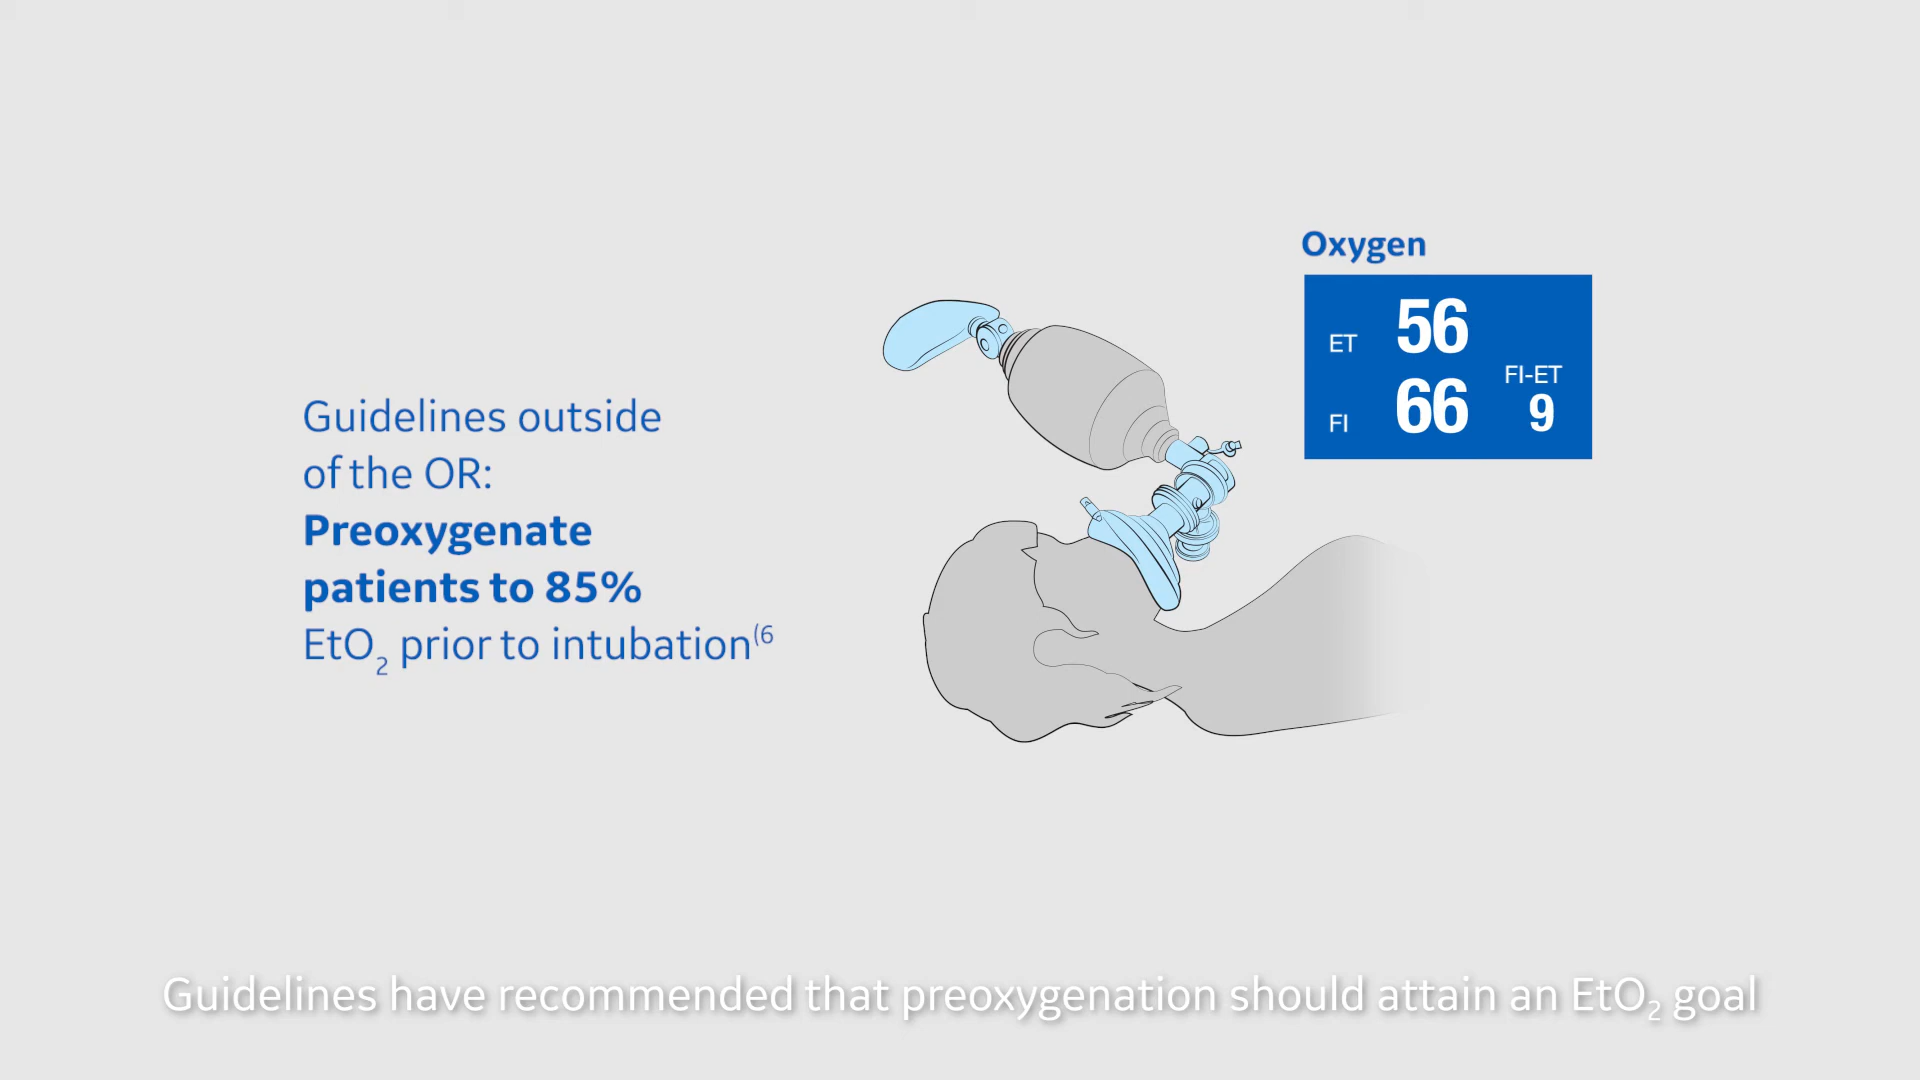 Guidelines outside
of the OR:
Preoxygenate
patients to 85%
EtO₂ prior to intubation⁽⁶
Oxygen
ET 56
FI 66
FI-ET
9
Guidelines have recommended that preoxygenation should attain an EtO₂ goal